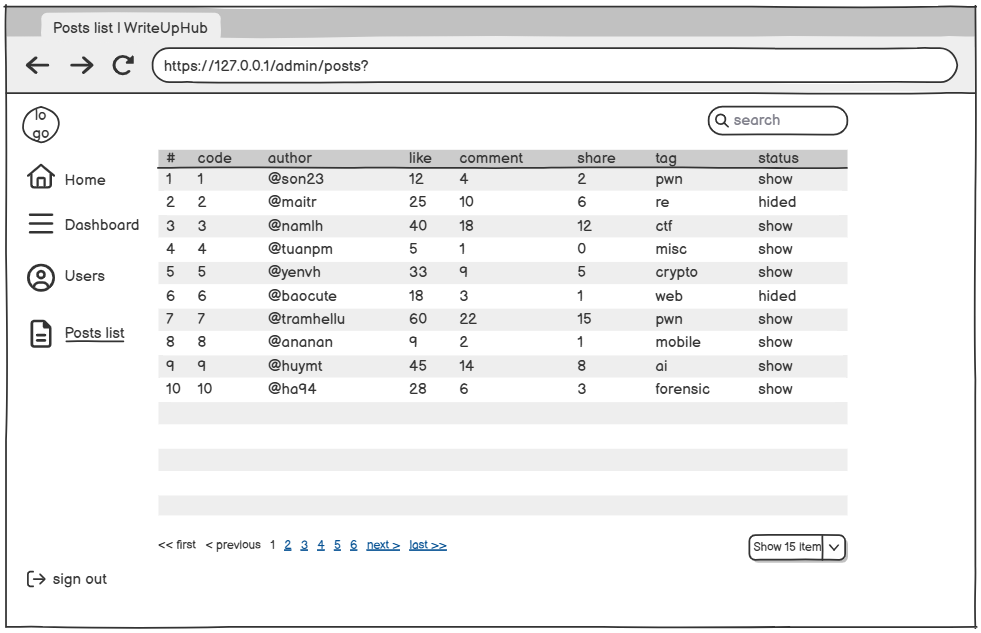 Posts list | WriteUpHub
https://127.0.0.1/admin/posts?
lo
go
search
Home
Dashboard
Users
Posts list
# code author like comment share tag status
1 1 @son23 12 4 2 pwn show
2 2 @maitr 25 10 6 re hided
3 3 @namlh 40 18 12 ctf show
4 4 @tuanpm 5 1 0 misc show
5 5 @yenvh 33 9 5 crypto show
6 6 @baocute 18 3 1 web hided
7 7 @tramhellu 60 22 15 pwn show
8 8 @ananan 9 2 1 mobile show
9 9 @huymt 45 14 8 ai show
10 10 @ha94 28 6 3 forensic show
<< first < previous 1 2 3 4 5 6 next > last >>
Show 15 item
sign out